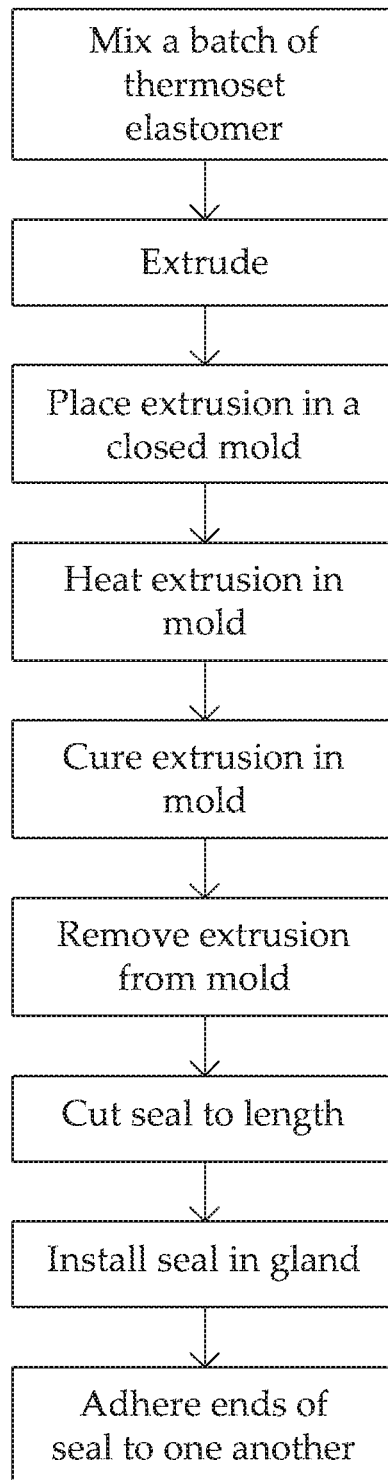 Mix a batch of
thermoset
elastomer
Extrude
Place extrusion in a
closed mold
Heat extrusion in
mold
Cure extrusion in
mold
Remove extrusion
from mold
Cut seal to length
Install seal in gland
Adhere ends of
seal to one another